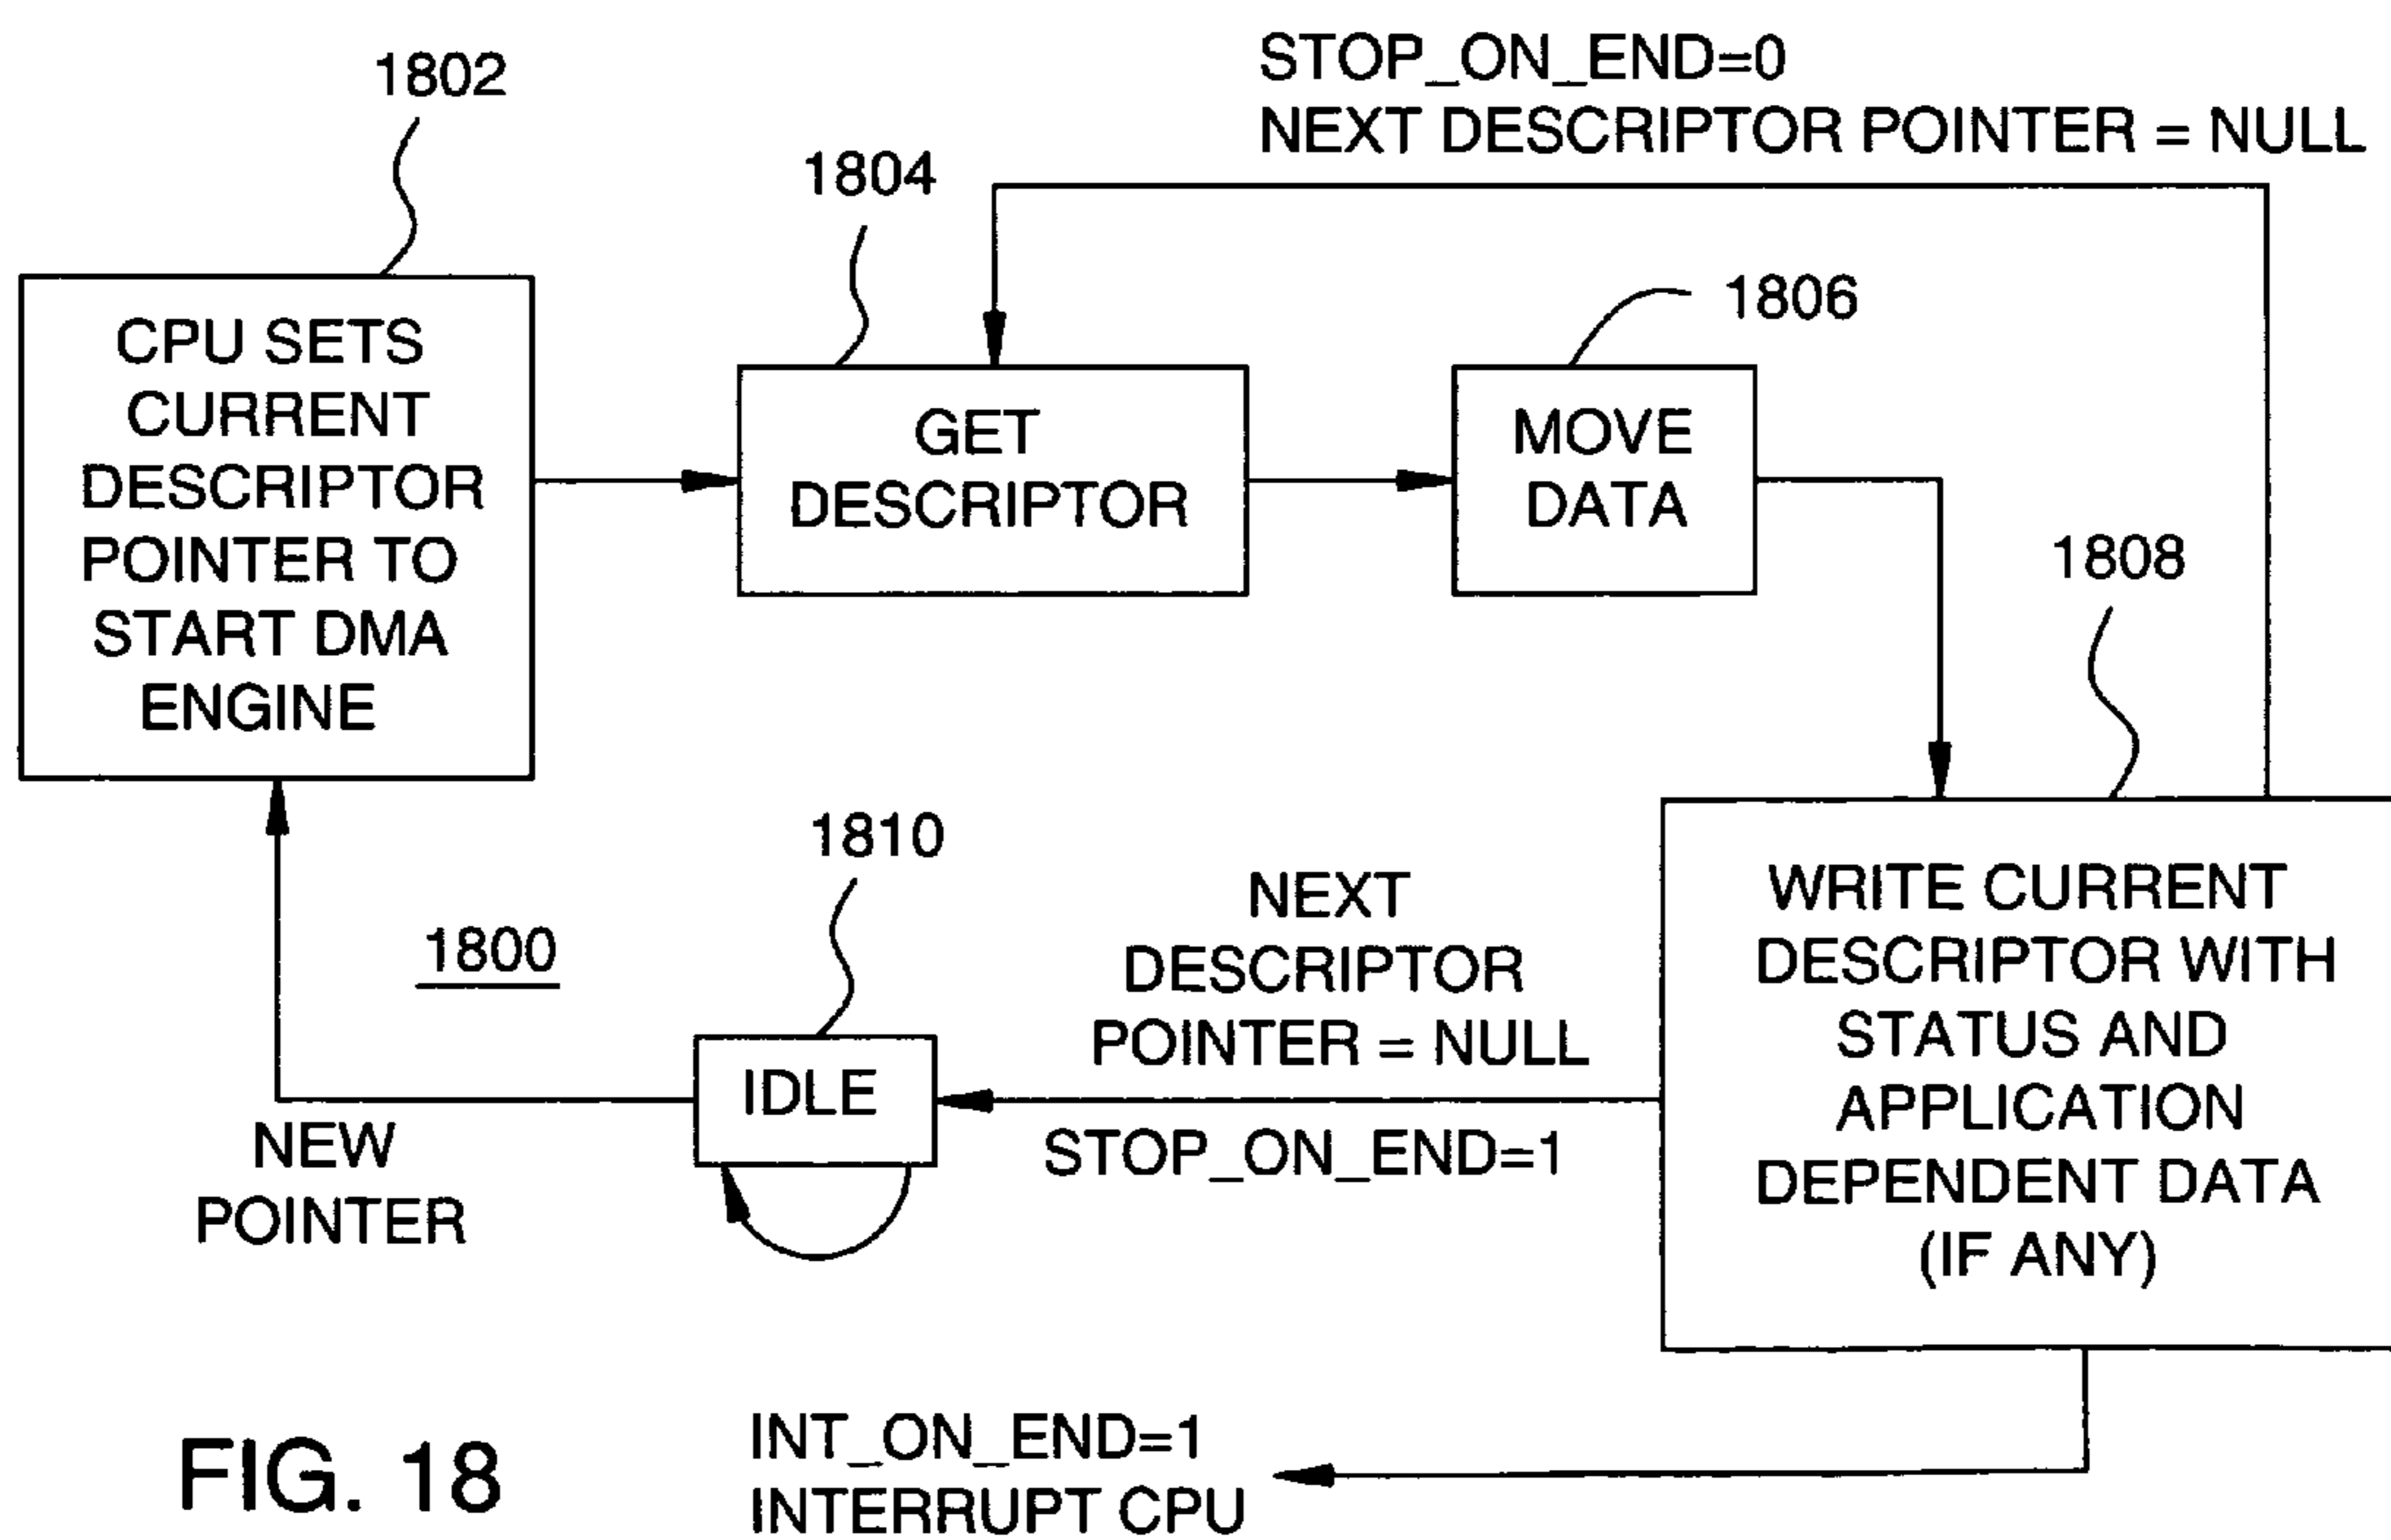 1802
STOP_ON_END=0
NEXT DESCRIPTOR POINTER = NULL
1804
1806
CPU SETS
CURRENT
DESCRIPTOR
POINTER TO
START DMA
ENGINE
GET
DESCRIPTOR
MOVE
DATA
1808
1810
NEXT
DESCRIPTOR
POINTER = NULL
STOP_ON_END=1
WRITE CURRENT
DESCRIPTOR WITH
STATUS AND
APPLICATION
DEPENDENT DATA
(IF ANY)
1800
IDLE
NEW
POINTER
INT_ON_END=1
INTERRUPT CPU
FIG. 18